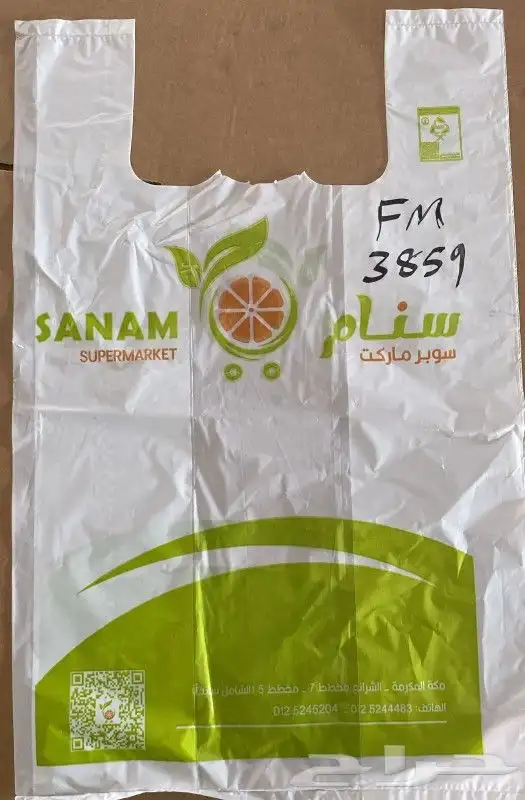 FM
3859
SANAM
SUPERMARKET
سنام
سوبر ماركت
مكة المكرمة - الشرائع مخطط 7 - مخطط 5 الشامل
الهاتف: 012 5244483 012 5245204
حراج